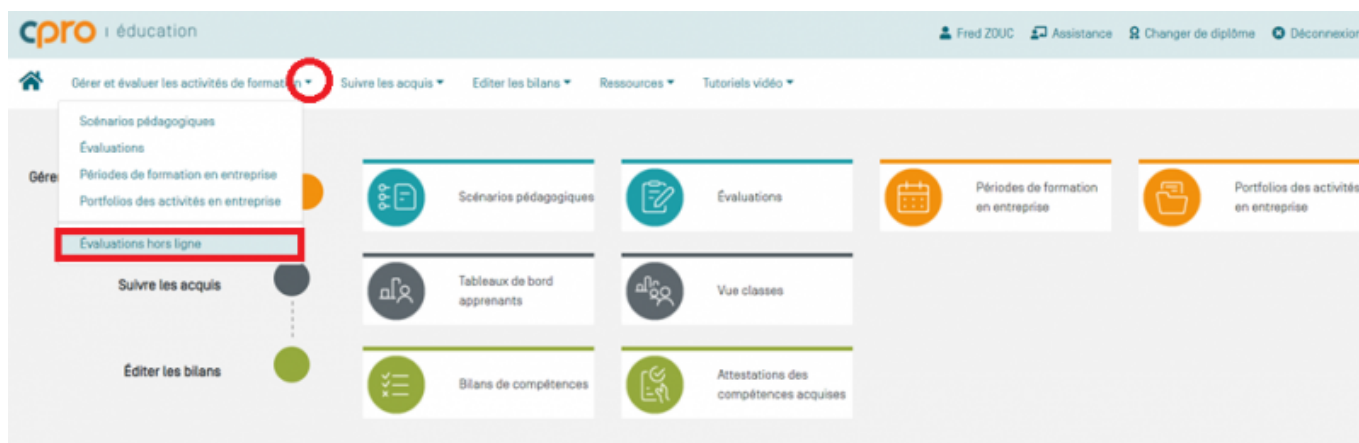 cpro | éducation
Fred ZOUC Assistance Changer de diplôme Déconnexion
Gérer et évaluer les activités de formation Suivre les acquis Editer les bilans Ressources Tutoriels vidéo
Scénarios pédagogiques
Évaluations
Périodes de formation en entreprise
Portfolios des activités en entreprise
Évaluations hors ligne
Gére
Scénarios pédagogiques
Évaluations
Périodes de formation
en entreprise
Portfolios des activités
en entreprise
Suivre les acquis
Tableaux de bord
apprenants
Vue classes
Éditer les bilans
Bilans de compétences
Attestations des
compétences acquises